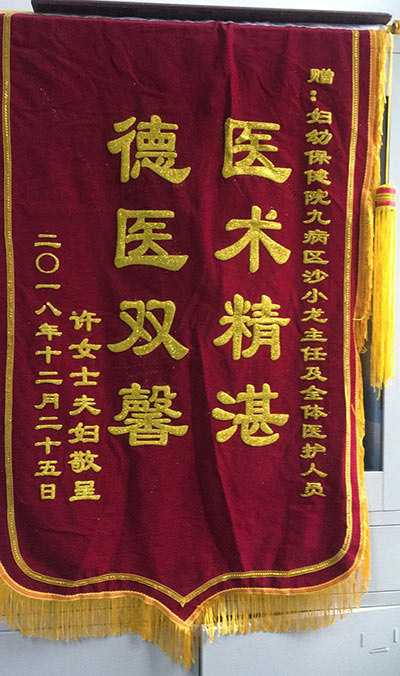 赠：妇幼保健院九病区沙小龙主任及全体医护人员
医术精湛
德医双馨
许女士夫妇敬呈
二〇一八年十二月二十五日